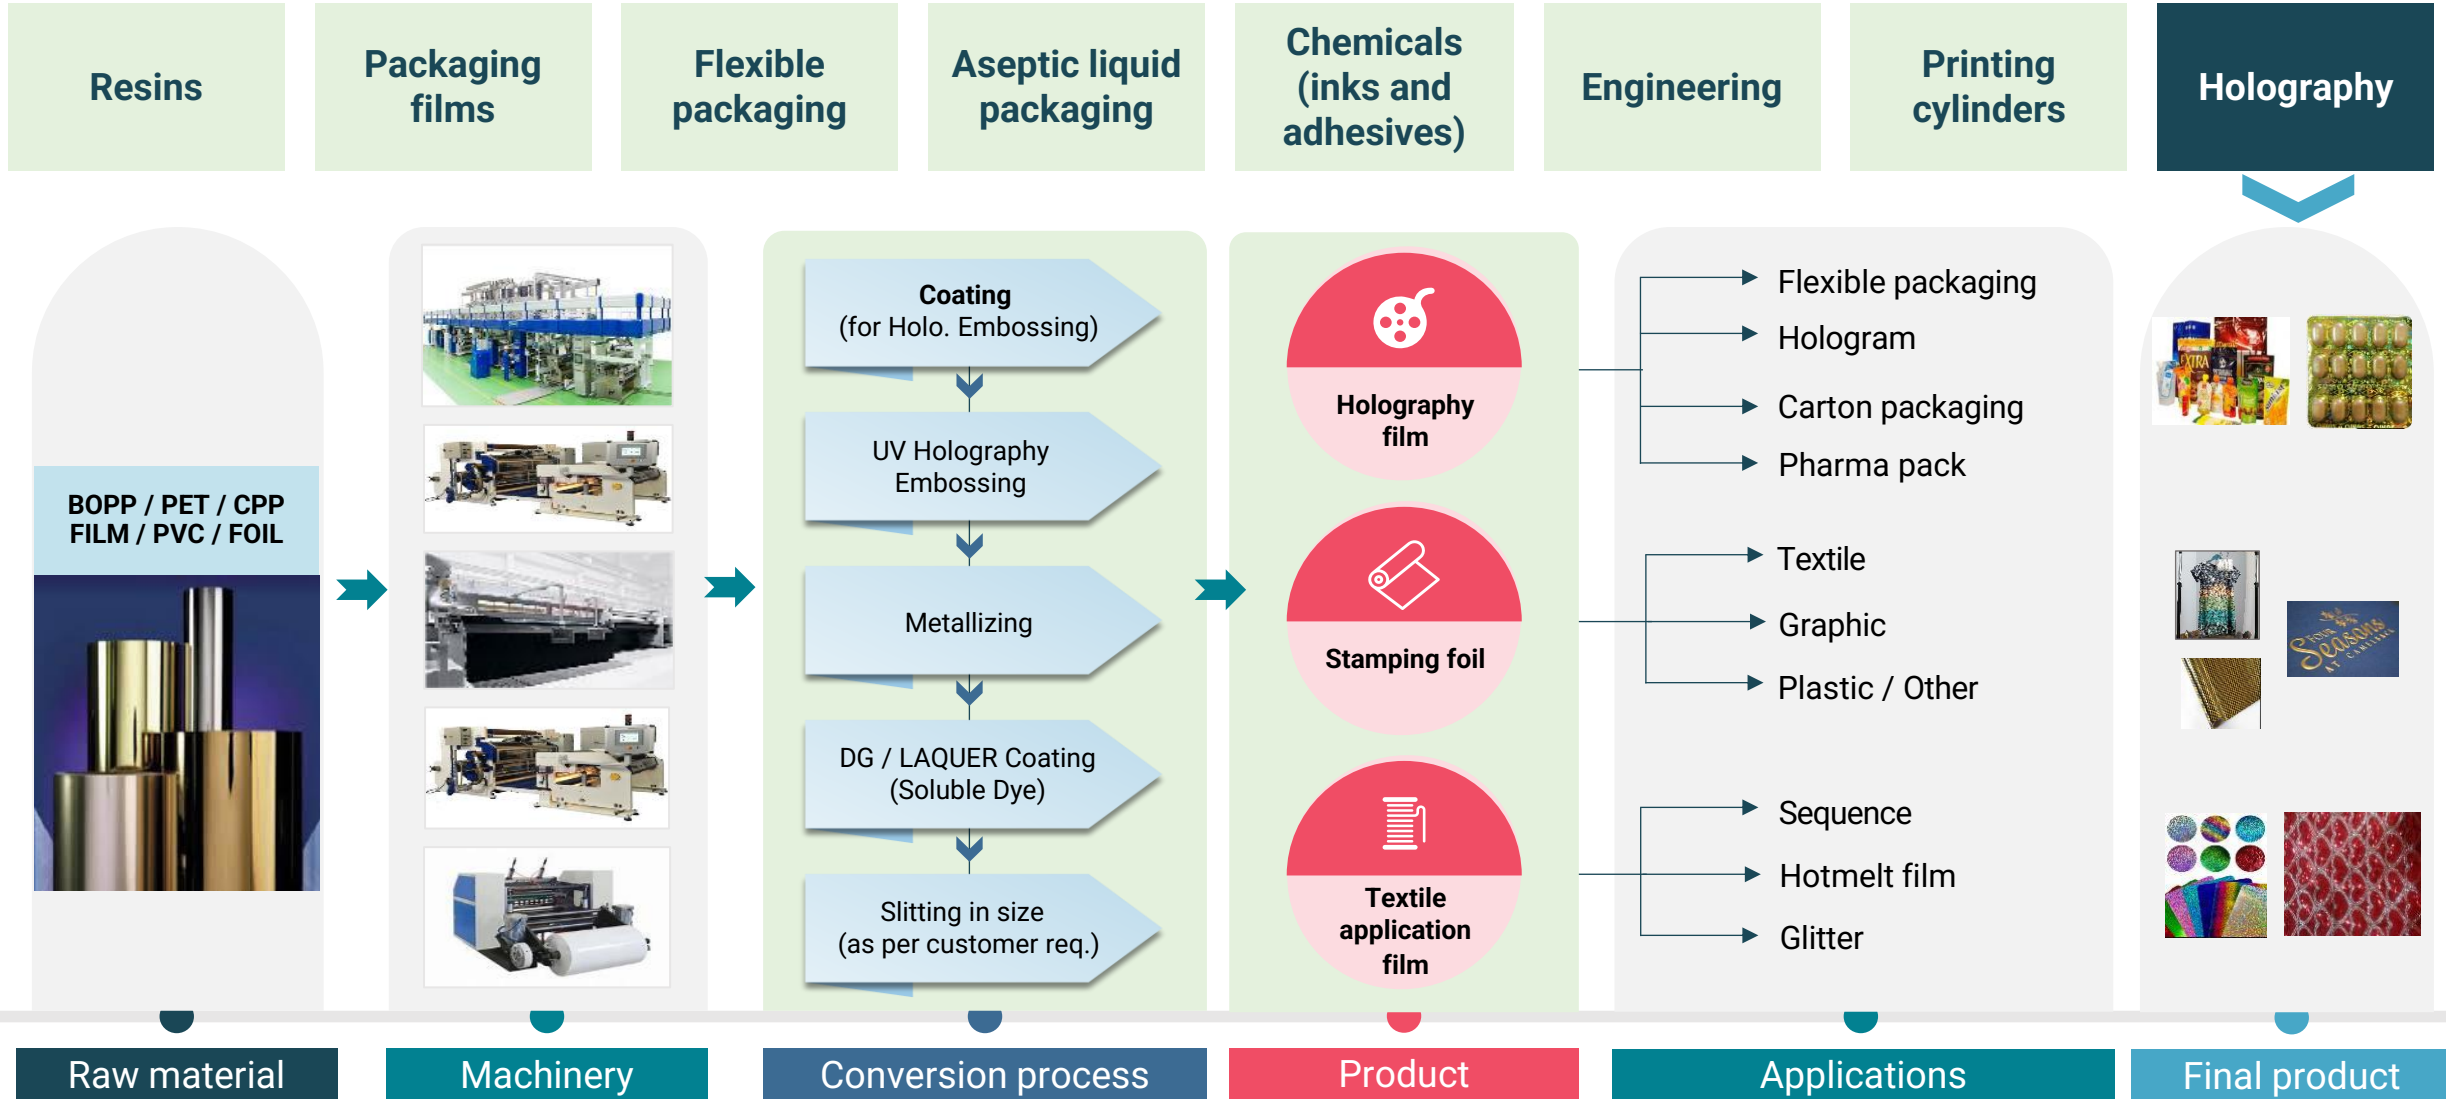 Resins
Packaging
films
Flexible
packaging
Aseptic liquid
packaging
Chemicals
(inks and
adhesives)
Engineering
Printing
cylinders
Holography
BOPP / PET / CPP
FILM / PVC / FOIL
Coating
(for Holo. Embossing)
UV Holography
Embossing
Metallizing
DG / LAQUER Coating
(Soluble Dye)
Slitting in size
(as per customer req.)
Holography
film
Stamping foil
Textile
application
film
Flexible packaging
Hologram
Carton packaging
Pharma pack
Textile
Graphic
Plastic / Other
Sequence
Hotmelt film
Glitter
EXTRA
FOUR
Seasons
Raw material
Machinery
Conversion process
Product
Applications
Final product